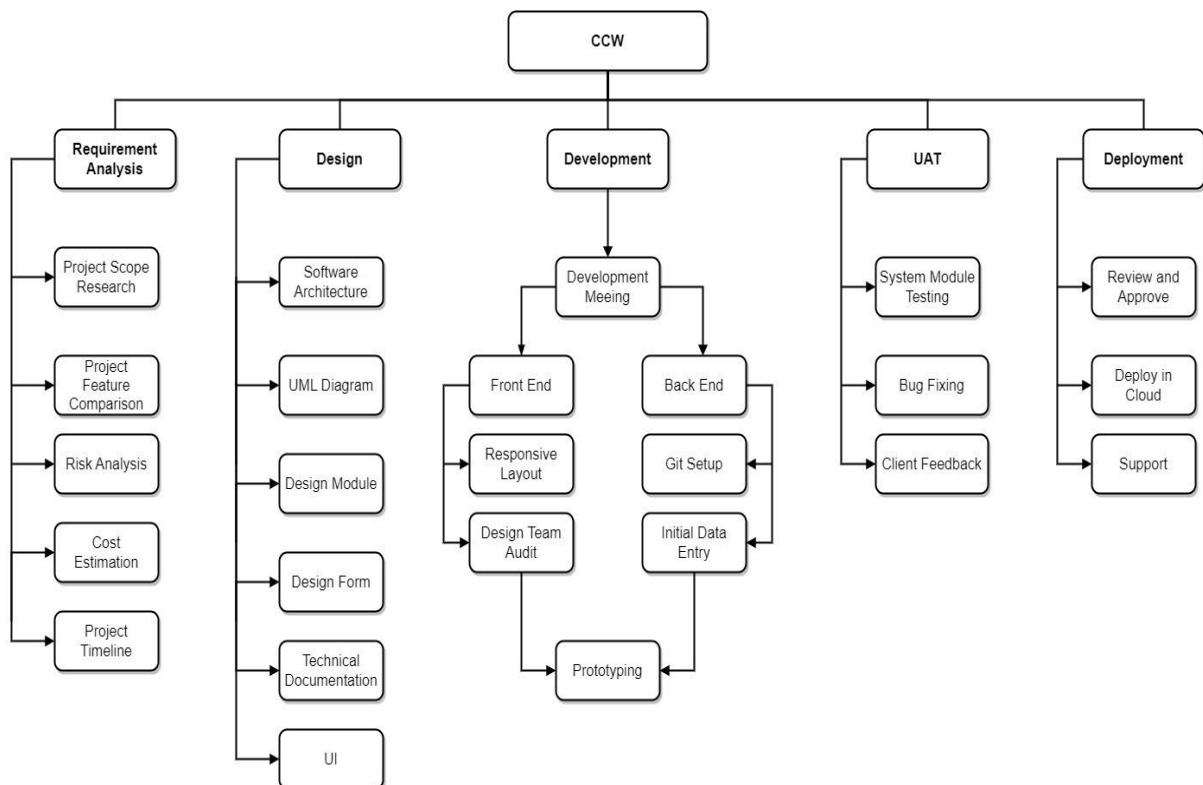 CCW
Requirement
Analysis
Design
Development
UAT
Deployment
Project Scope
Research
Project
Feature
Comparison
Risk Analysis
Cost
Estimation
Project
Timeline
Software
Architecture
UML Diagram
Design Module
Design Form
Technical
Documentation
UI
Development
Meeing
Front End
Back End
Responsive
Layout
Git Setup
Design Team
Audit
Initial Data
Entry
Prototyping
System Module
Testing
Bug Fixing
Client Feedback
Review and
Approve
Deploy in
Cloud
Support